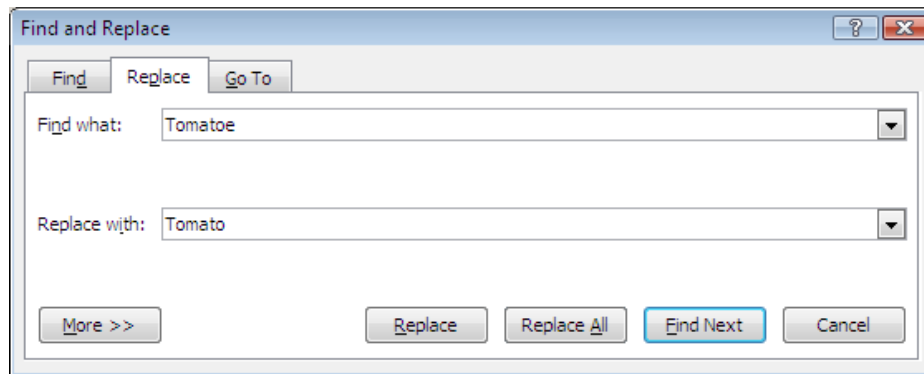 Find and Replace
Find Replace Go To
Find what: Tomatoe
Replace with: Tomato
More >> Replace Replace All Find Next Cancel